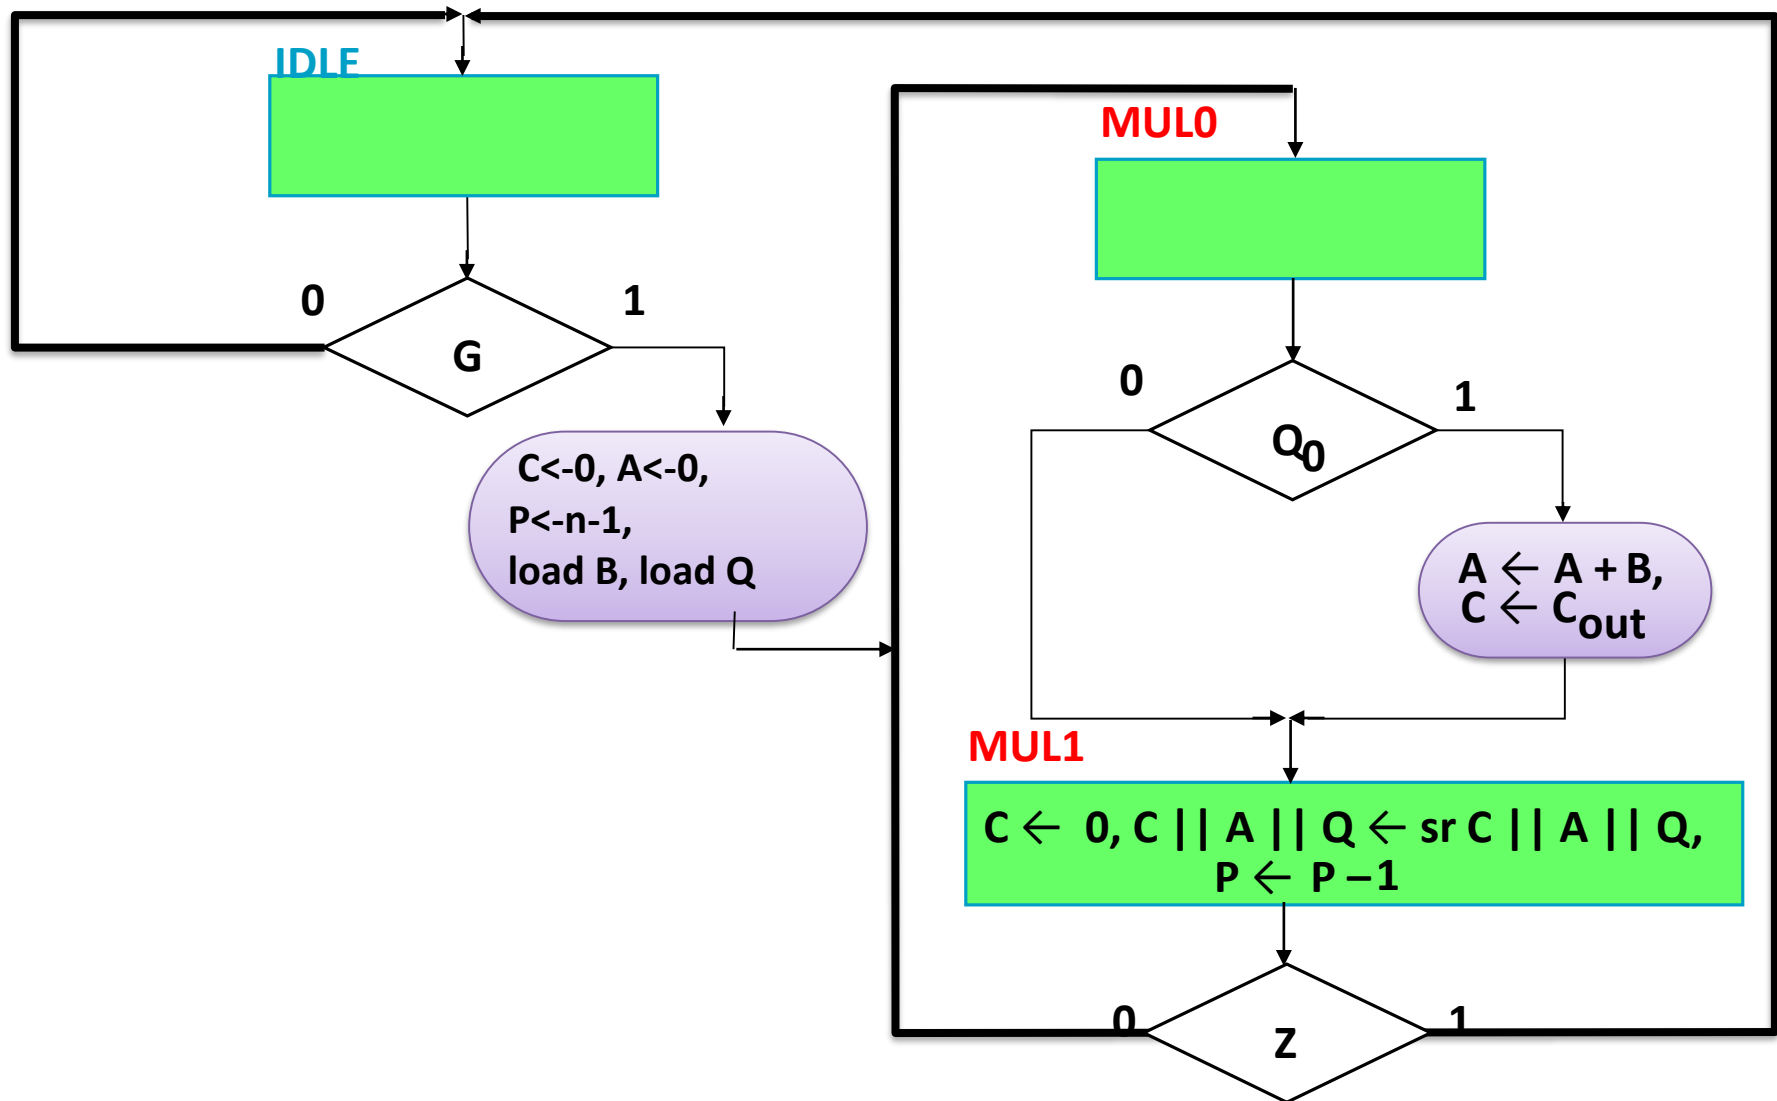 IDLE
0
1
G
C<-0, A<-0,
P<-n-1,
load B, load Q
MUL0
0
1
Q0
A ← A + B,
C ← Cout
MUL1
C ← 0, C || A || Q ← sr C || A || Q,
P ← P – 1
0
1
Z